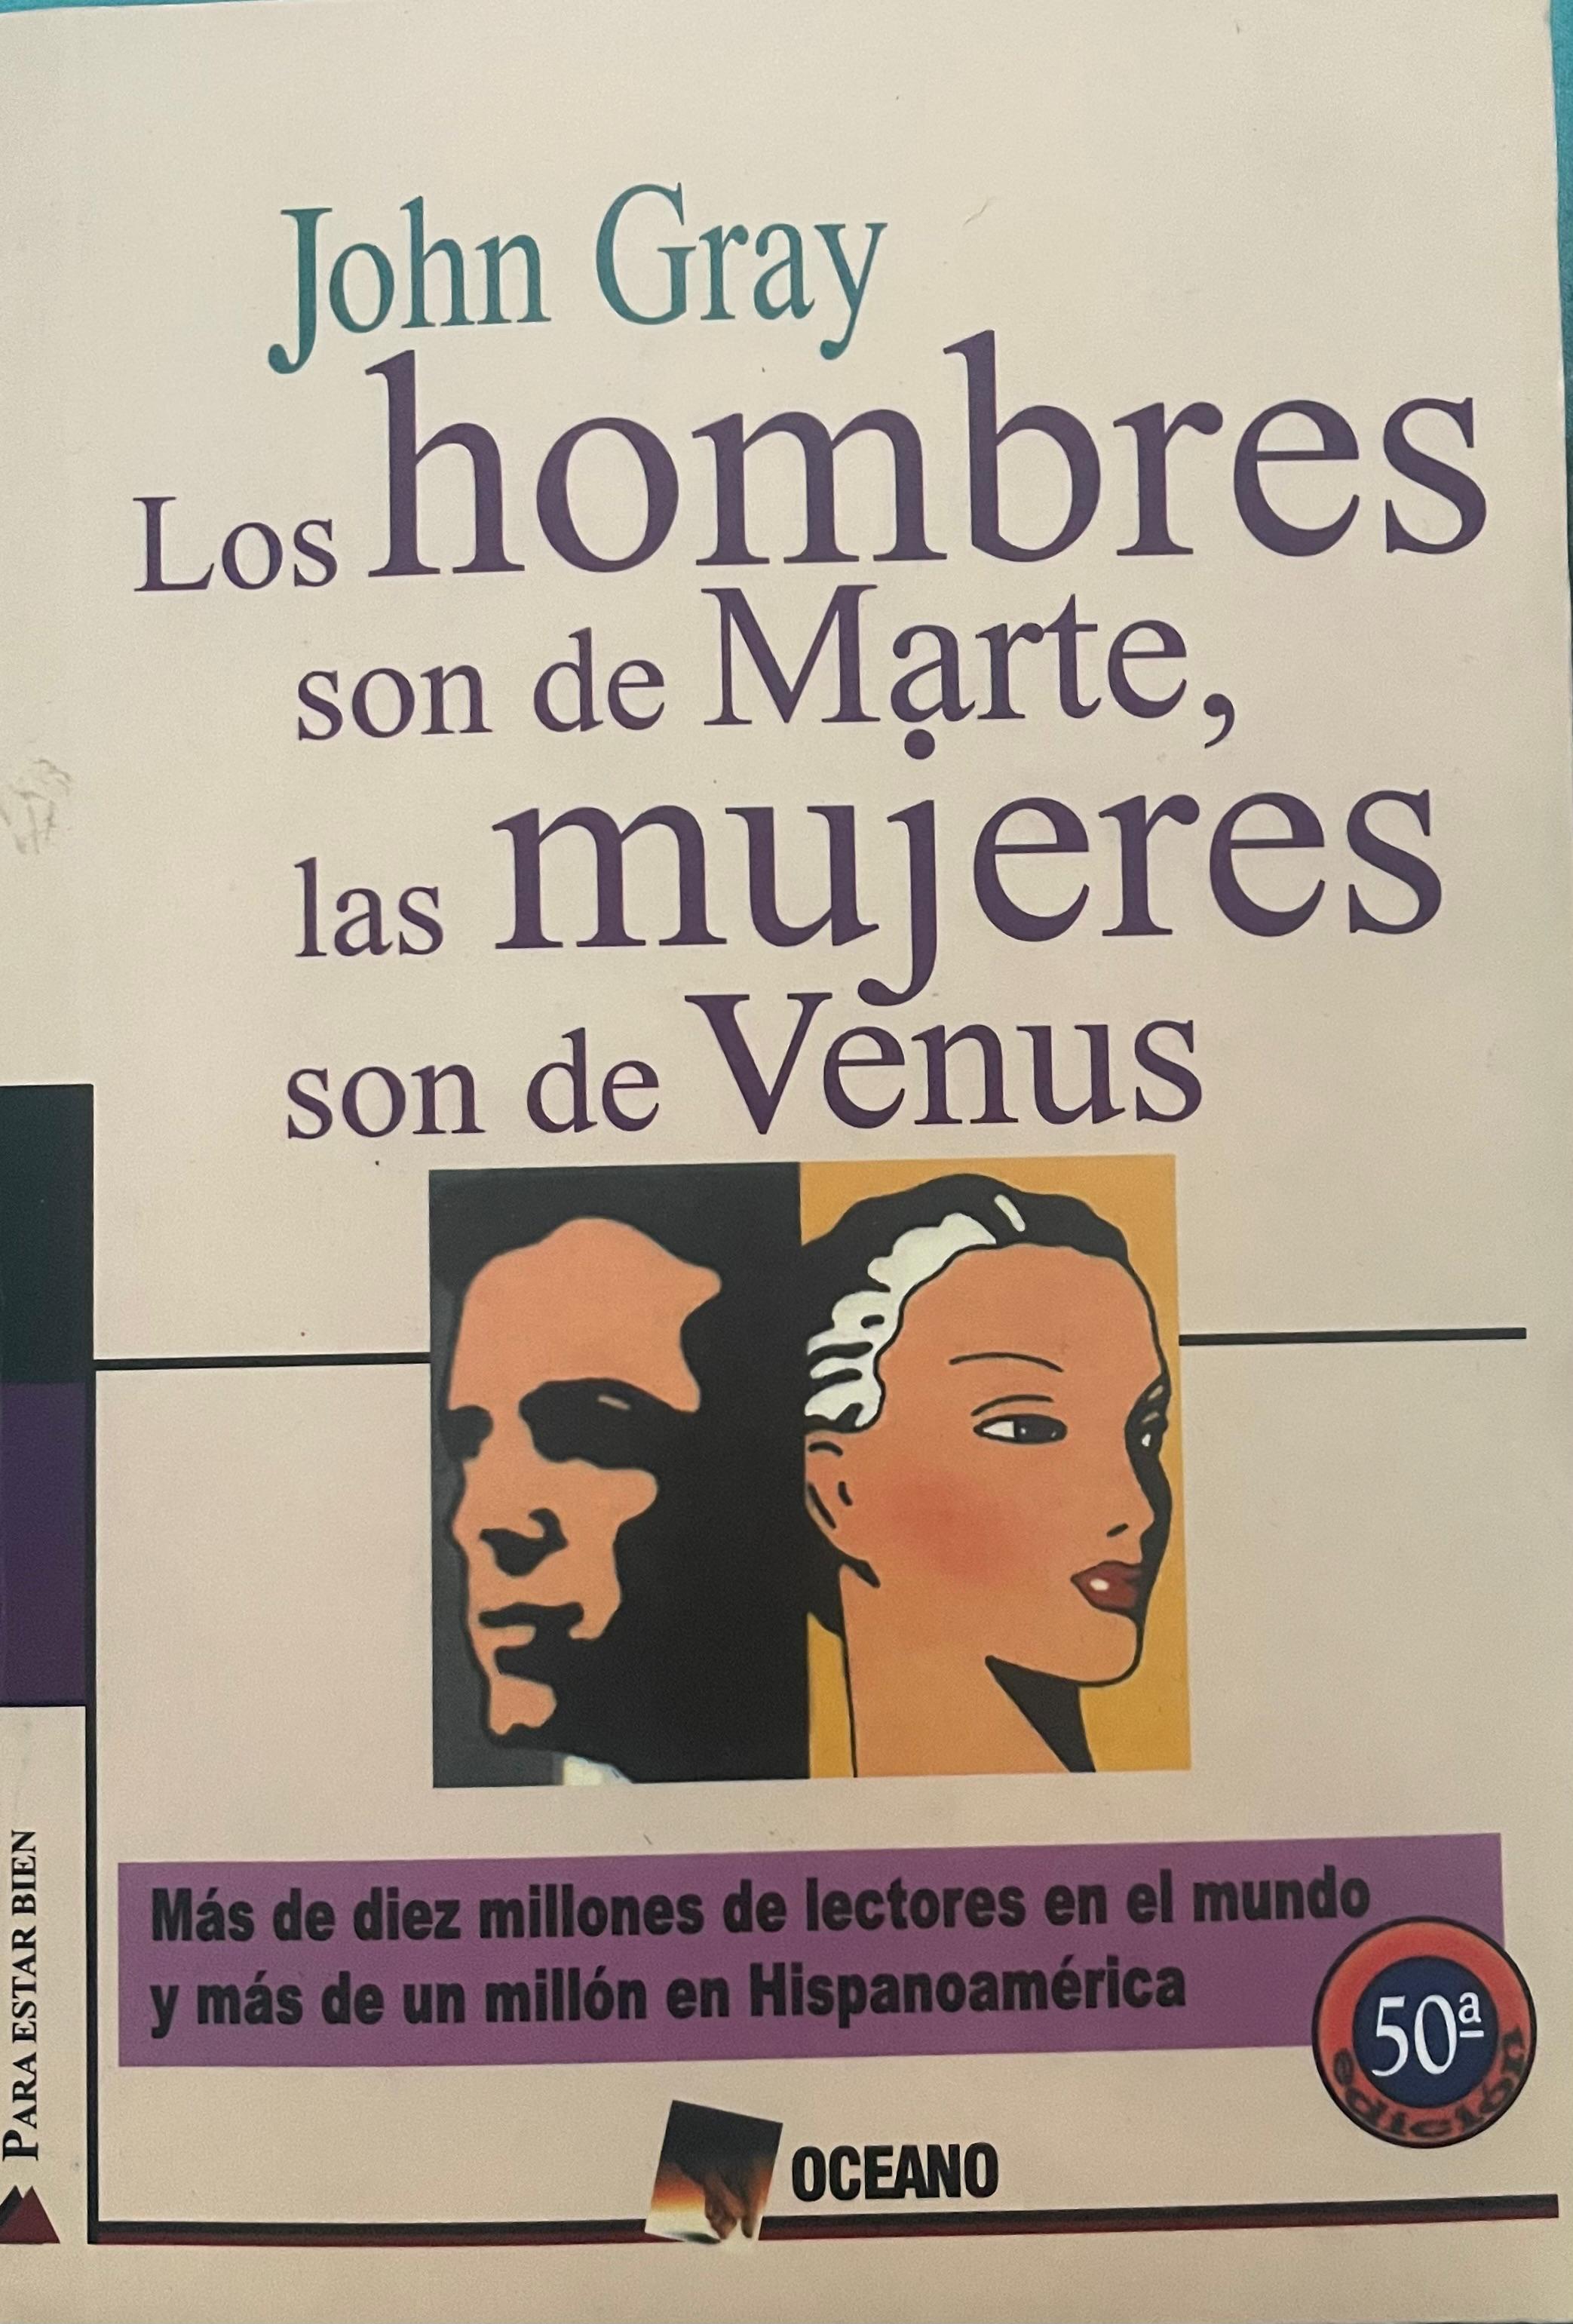 John Gray
Los hombres
son de Marte,
las mujeres
son de Venus
Más de diez millones de lectores en el mundo
y más de un millón en Hispanoamérica
50ª
edición
OCEANO
PARA ESTAR BIEN